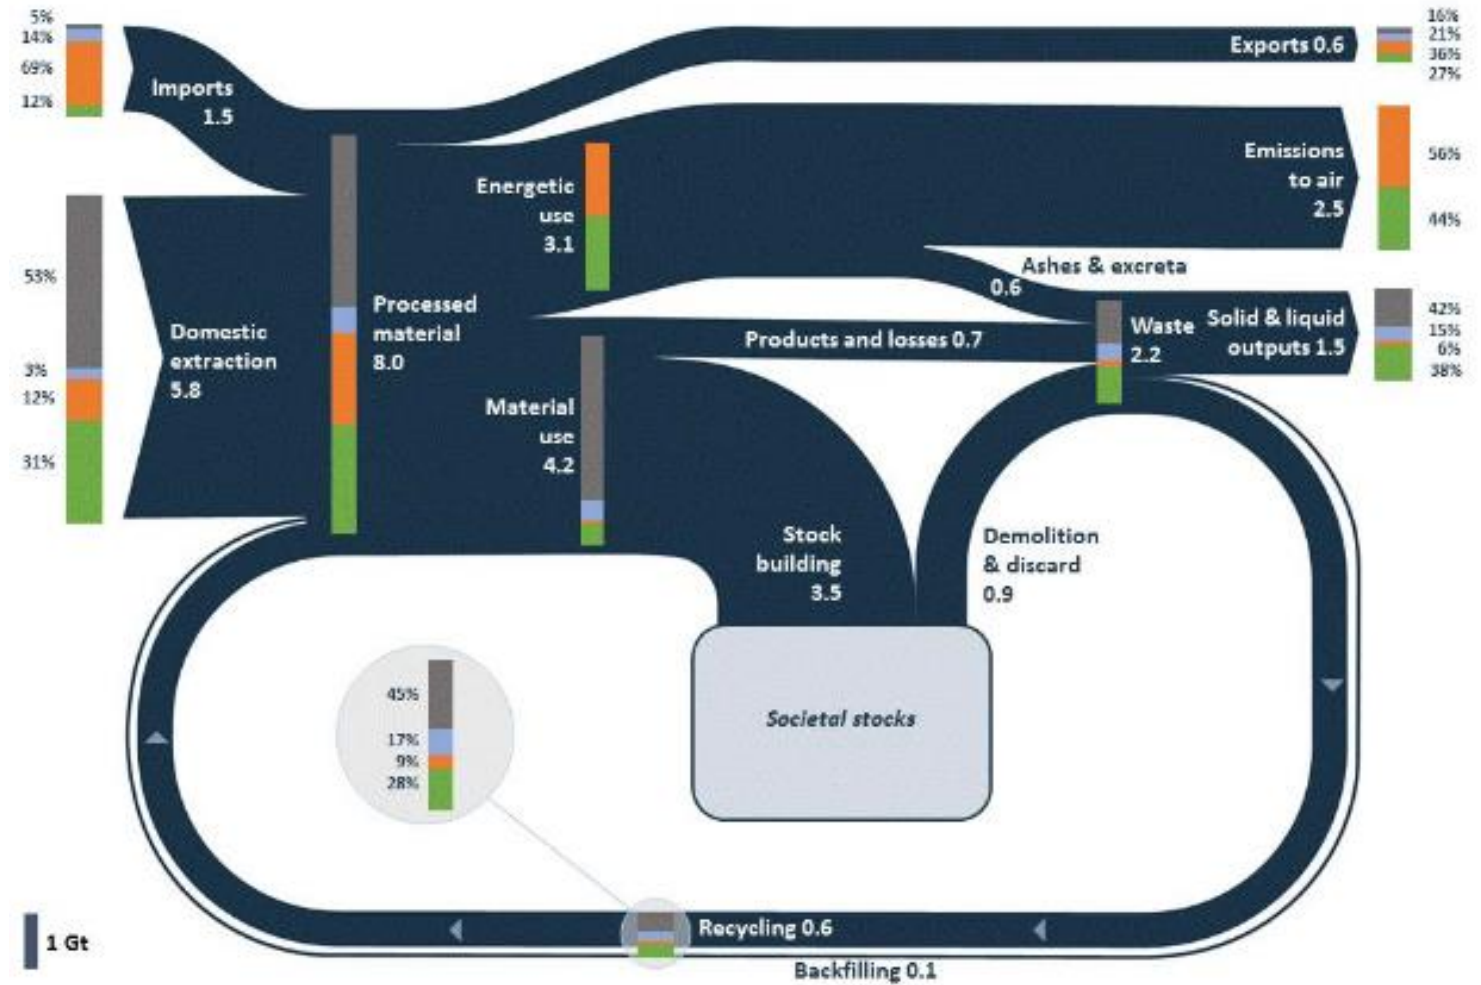 5%
14%
69%
12%
Imports
1.5
53%
3%
12%
31%
Domestic
extraction
5.8
Processed
material
8.0
Energetic
use
3.1
Material
use
4.2
Exports 0.6
16%
21%
36%
27%
Emissions
to air
2.5
56%
44%
Ashes & excreta
0.6
Products and losses 0.7
Waste
2.2
Solid & liquid
outputs 1.5
42%
15%
6%
38%
Stock
building
3.5
Demolition
& discard
0.9
Societal stocks
45%
17%
9%
28%
Recycling 0.6
Backfilling 0.1
1 Gt